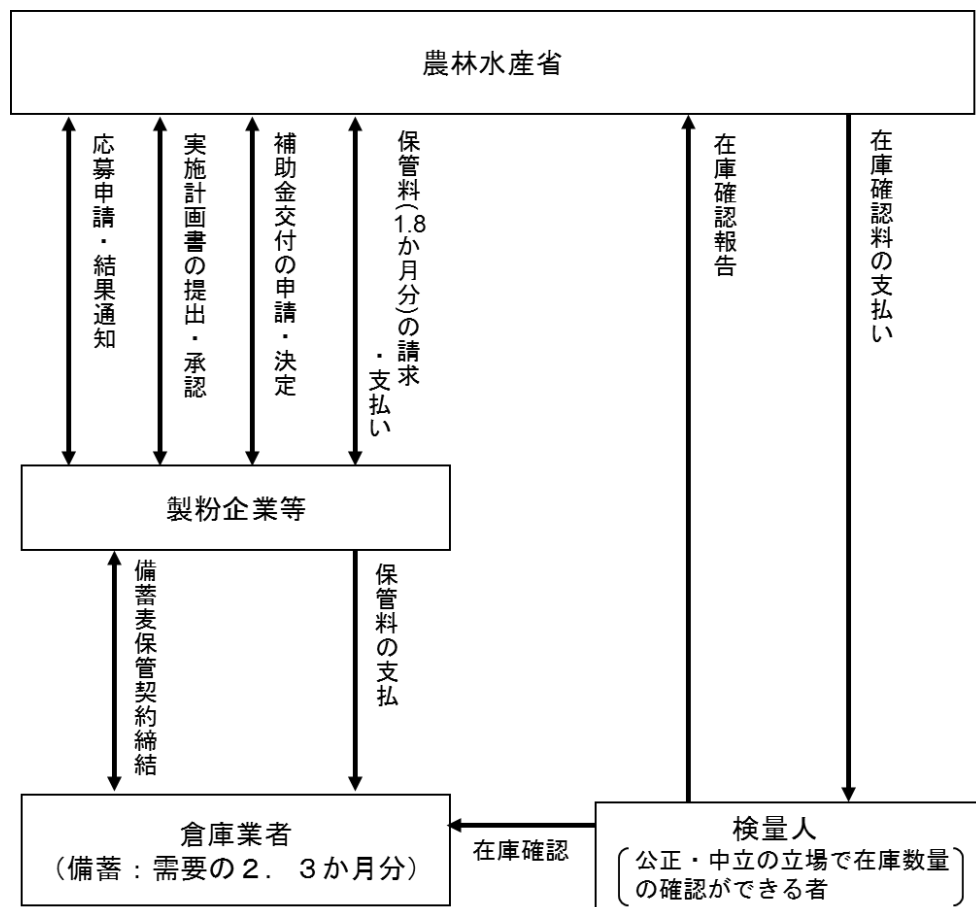 農林水産省
応募申請・結果通知
実施計画書の提出・承認
補助金交付の申請・決定
保管料(1.8か月分)の請求
・支払い
在庫確認報告
在庫確認料の支払い
製粉企業等
備蓄麦保管契約締結
保管料の支払
倉庫業者
（備蓄：需要の２．３か月分）
在庫確認
検量人
公正・中立の立場で在庫数量
の確認ができる者